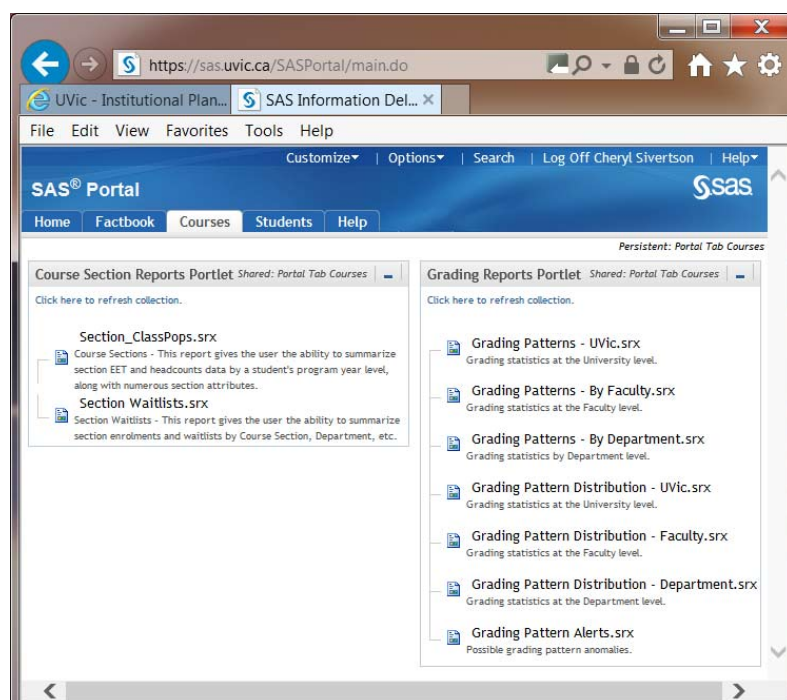 https://sas.uvic.ca/SASPortal/main.do
UVic - Institutional Plan...
SAS Information Del...
File Edit View Favorites Tools Help
Customize | Options | Search | Log Off Cheryl Sivertson | Help
SAS® Portal
sas
Home Factbook Courses Students Help
Persistent: Portal Tab Courses
Course Section Reports Portlet Shared: Portal Tab Courses
Click here to refresh collection.
Section_ClassPops.srx
Course Sections - This report gives the user the ability to summarize
section EET and headcounts data by a student's program year level,
along with numerous section attributes.
Section Waitlists.srx
Section Waitlists - This report gives the user the ability to summarize
section enrolments and waitlists by Course Section, Department, etc.
Grading Reports Portlet Shared: Portal Tab Courses
Click here to refresh collection.
Grading Patterns - UVic.srx
Grading statistics at the University level.
Grading Patterns - By Faculty.srx
Grading statistics at the Faculty level.
Grading Patterns - By Department.srx
Grading statistics by Department level.
Grading Pattern Distribution - UVic.srx
Grading statistics at the University level.
Grading Pattern Distribution - Faculty.srx
Grading statistics at the Faculty level.
Grading Pattern Distribution - Department.srx
Grading statistics at the Department level.
Grading Pattern Alerts.srx
Possible grading pattern anomalies.